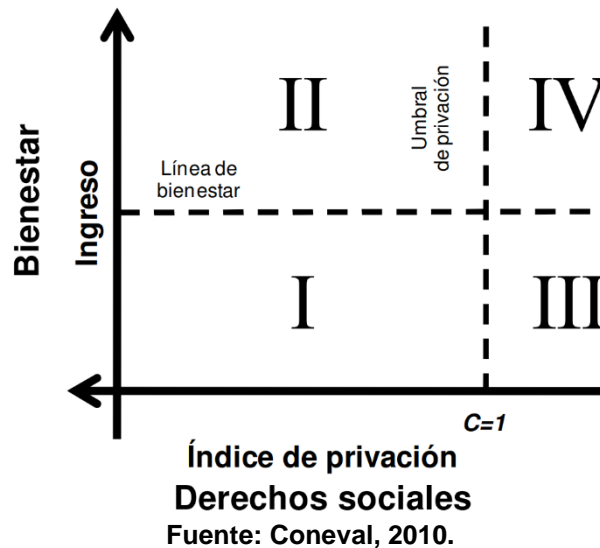 II
IV
Umbral
de privación
Línea de
bienestar
Bienestar
Ingreso
I
III
C=1
Índice de privación
Derechos sociales
Fuente: Coneval, 2010.